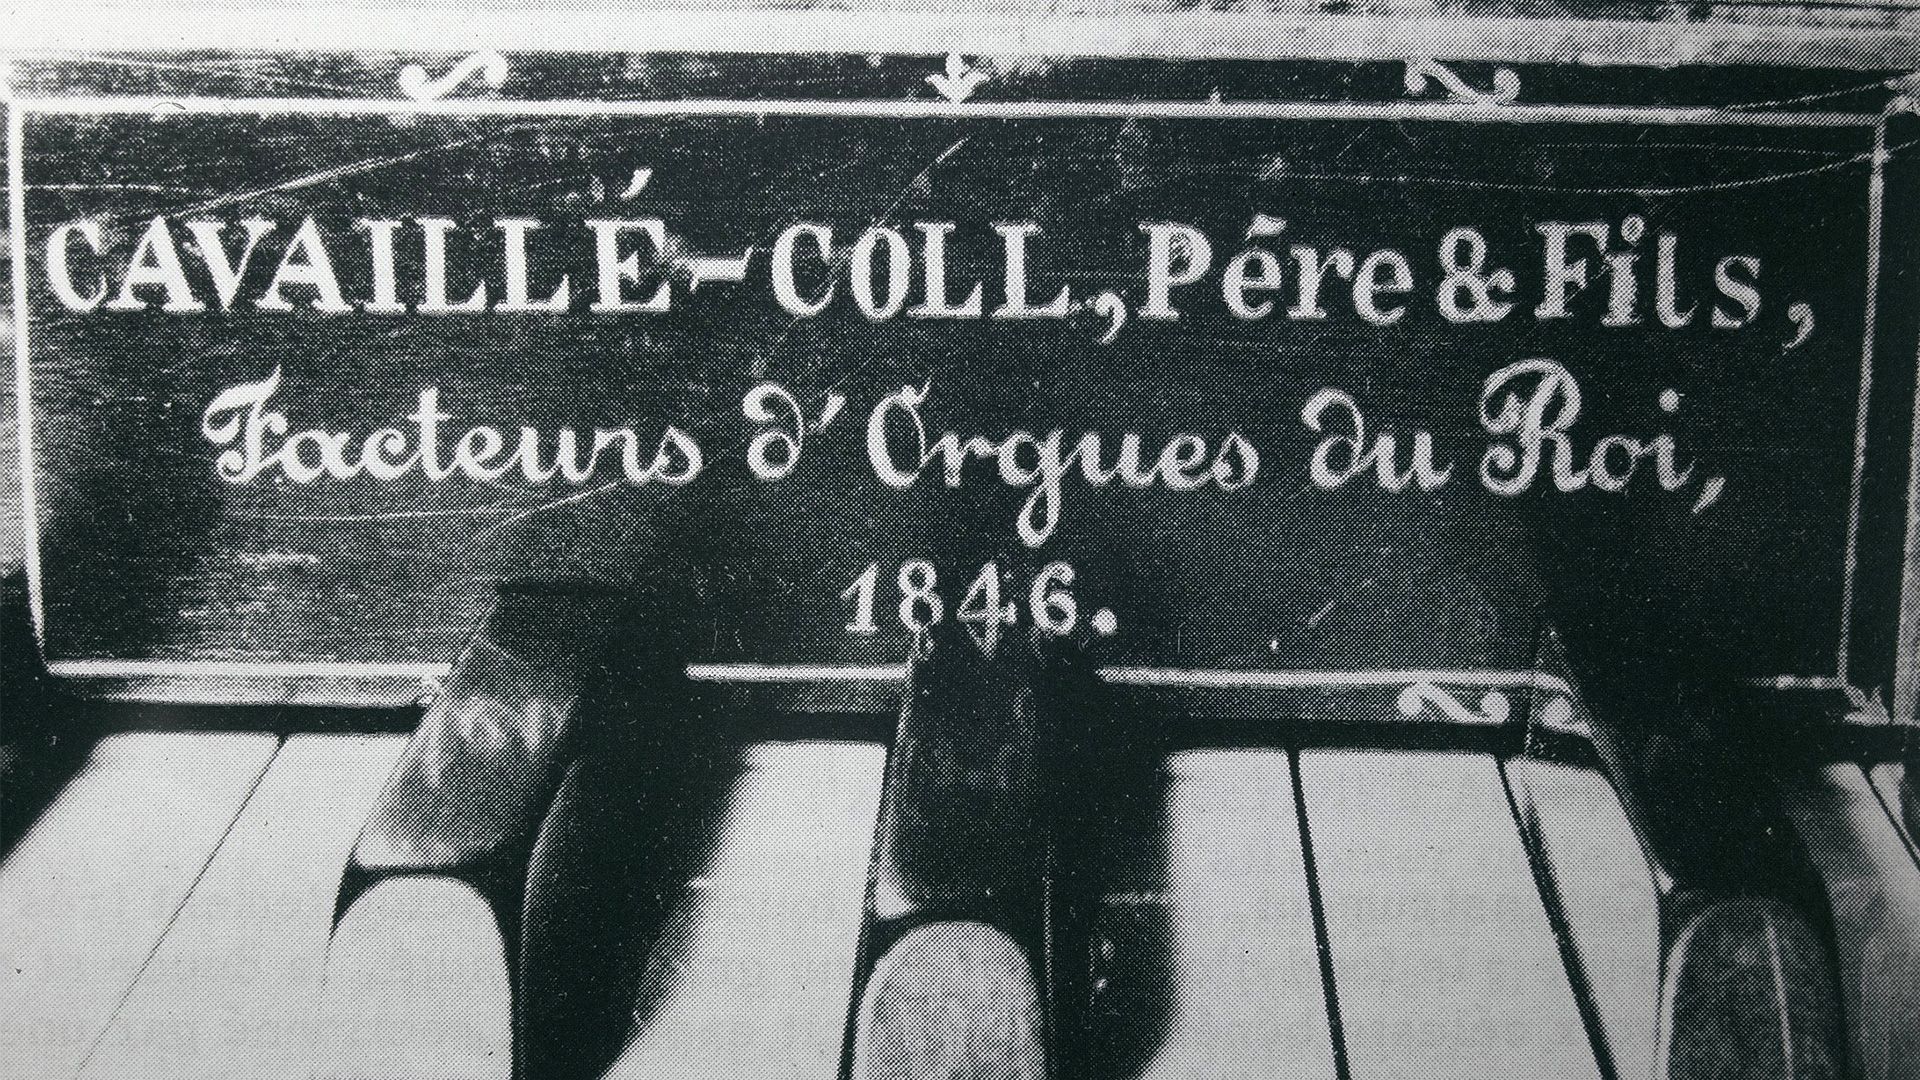 CAVAILLÉ-COLL, Pére & Fils,
Facteurs d'Orgues du Roi,
1846.